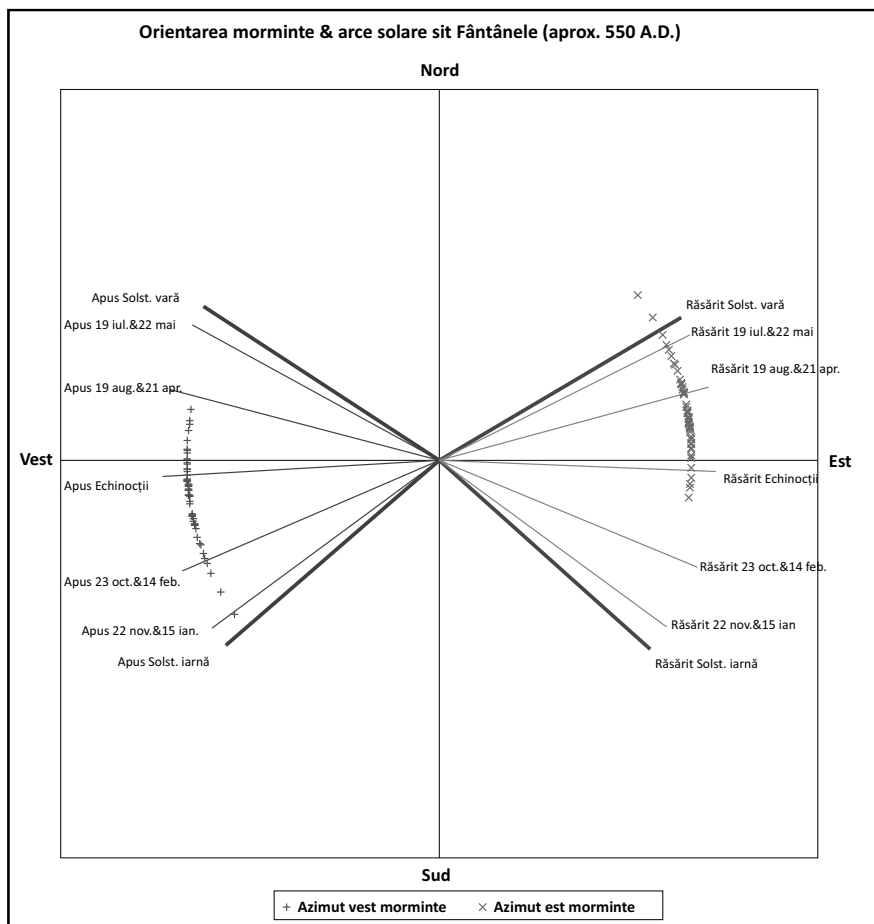 Orientarea morminte & arce solare sit Fântânele (aprox. 550 A.D.)
Nord
Apus Solst. vară
Răsărit Solst. vară
Apus 19 iul.&22 mai
Răsărit 19 iul.&22 mai
Răsărit 19 aug.&21 apr.
Apus 19 aug.&21 apr.
Vest
Est
Apus Echinocții
Răsărit Echinocții
Răsărit 23 oct.&14 feb.
Apus 23 oct.&14 feb.
Răsărit 22 nov.&15 ian
Apus 22 nov.&15 ian.
Apus Solst. iarnă
Răsărit Solst. iarnă
Sud
Azimut vest morminte
Azimut est morminte